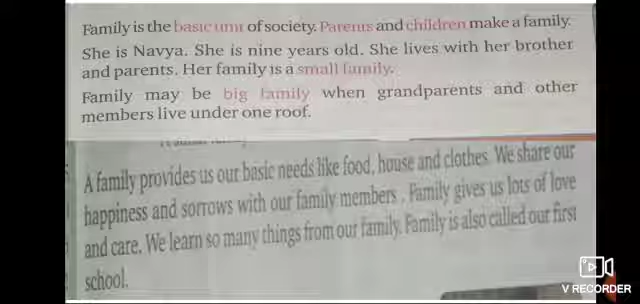 Family is the basic unit of society. Parents and children make a family.
She is Navya. She is nine years old. She lives with her brother
and parents. Her family is a small family.
Family may be big family when grandparents and other
members live under one roof.
A family provides us our basic needs like food, house and clothes. We share our
happiness and sorrows with our family members . Family gives us lots of love
and care. We learn so many things from our family. Family is also called our first
school.
V RECORDER